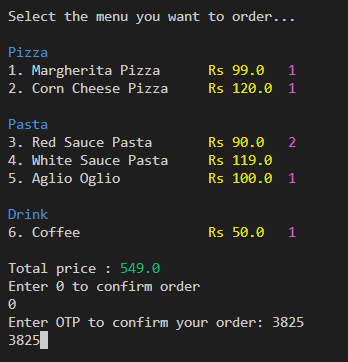 Select the menu you want to order...
Pizza
1. Margherita Pizza Rs 99.0 1
2. Corn Cheese Pizza Rs 120.0 1
Pasta
3. Red Sauce Pasta Rs 90.0 2
4. White Sauce Pasta Rs 119.0
5. Aglio Oglio Rs 100.0 1
Drink
6. Coffee Rs 50.0 1
Total price : 549.0
Enter 0 to confirm order
0
Enter OTP to confirm your order: 3825
3825